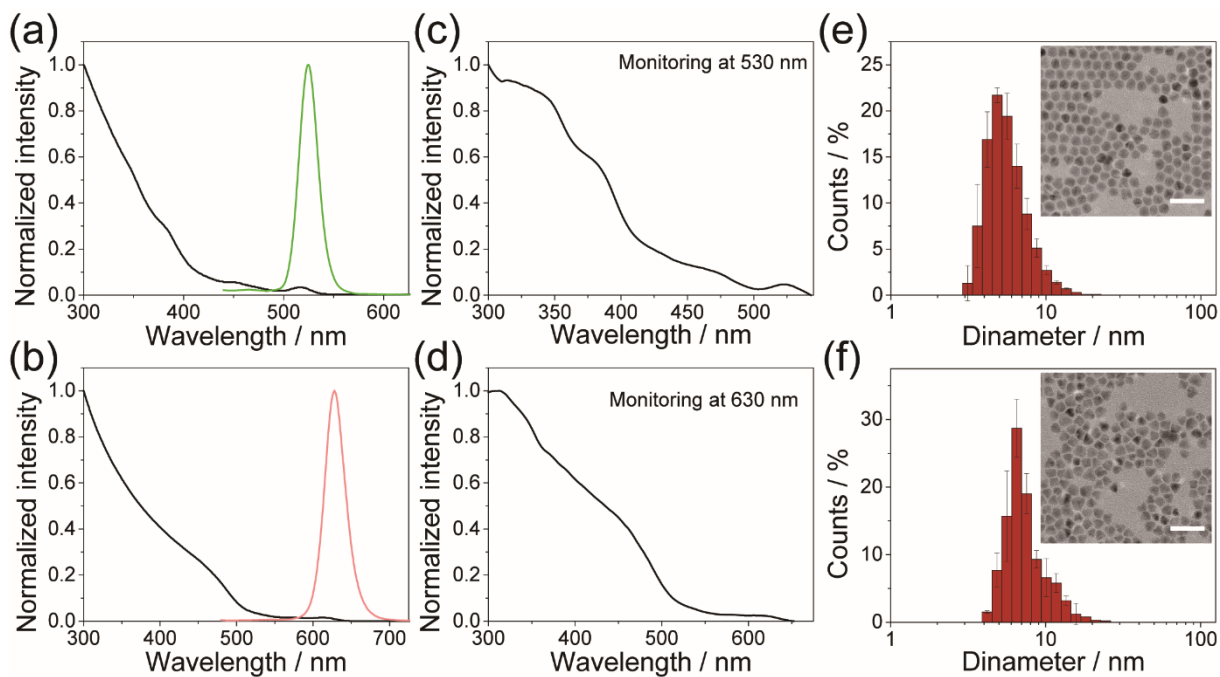 (a)
Normalized intensity
1.0
0.8
0.6
0.4
0.2
0.0
300 400 500 600
Wavelength / nm
(c)
Monitoring at 530 nm
Normalized intensity
1.0
0.8
0.6
0.4
0.2
0.0
300 350 400 450 500
Wavelength / nm
(e)
Counts / %
25
20
15
10
5
0
1 10 100
Dinameter / nm
(b)
Normalized intensity
1.0
0.8
0.6
0.4
0.2
0.0
300 400 500 600 700
Wavelength / nm
(d)
Monitoring at 630 nm
Normalized intensity
1.0
0.8
0.6
0.4
0.2
0.0
300 400 500 600
Wavelength / nm
(f)
Counts / %
30
20
10
0
1 10 100
Dinameter / nm